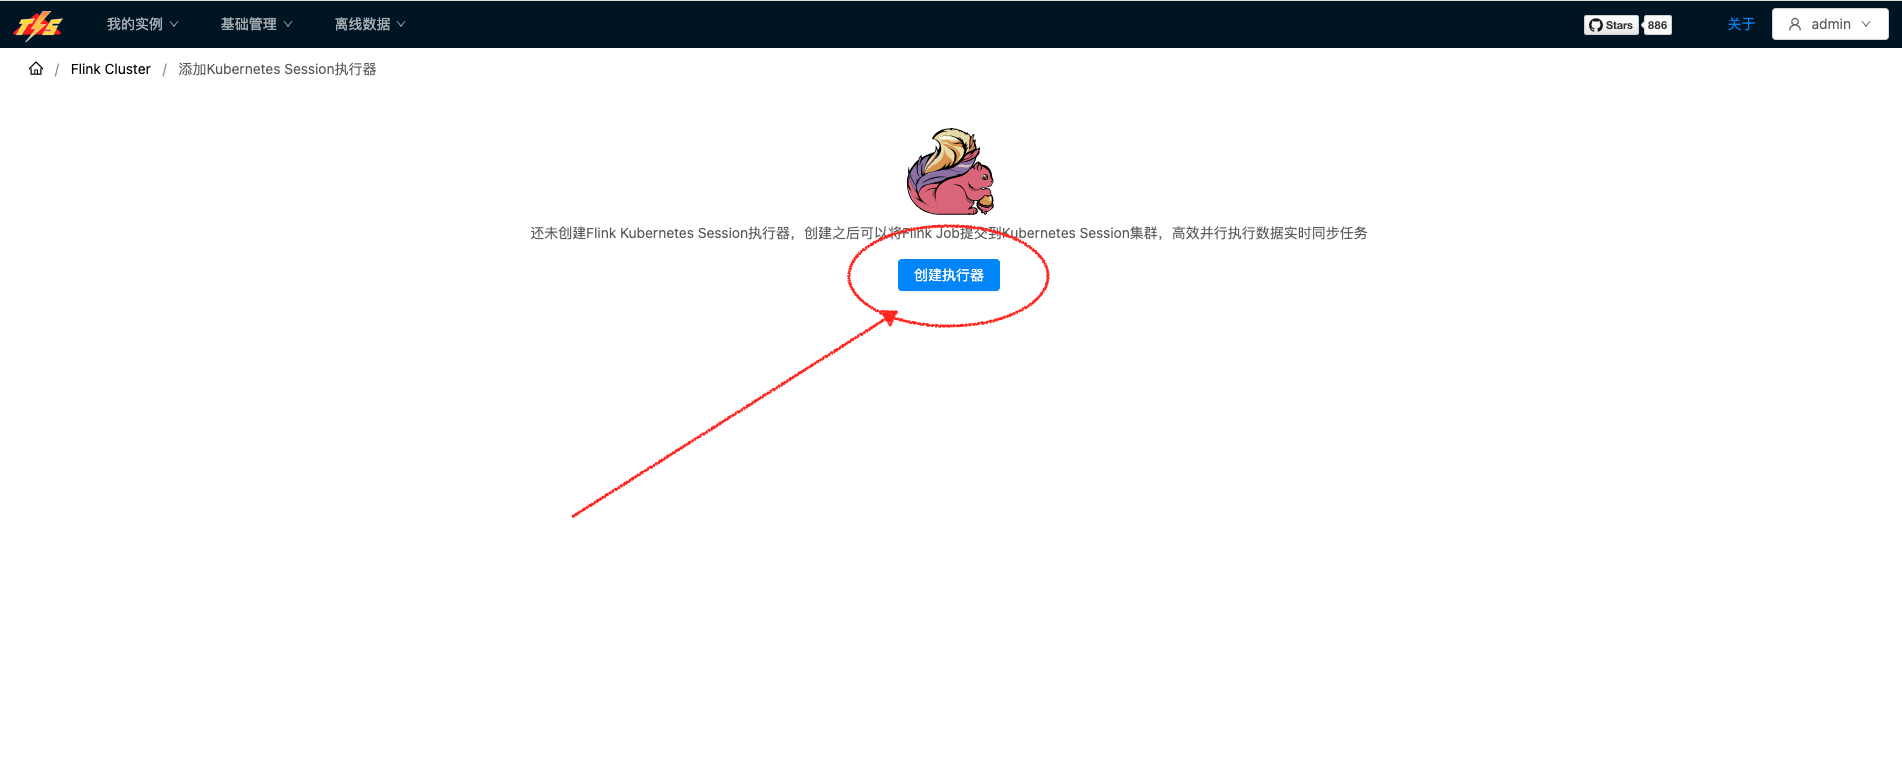 TIS 我的实例 基础管理 离线数据 Stars 886 关于 admin
/ Flink Cluster / 添加Kubernetes Session执行器
还未创建Flink Kubernetes Session执行器，创建之后可以将Flink Job提交到Kubernetes Session集群，高效并行执行数据实时同步任务
创建执行器